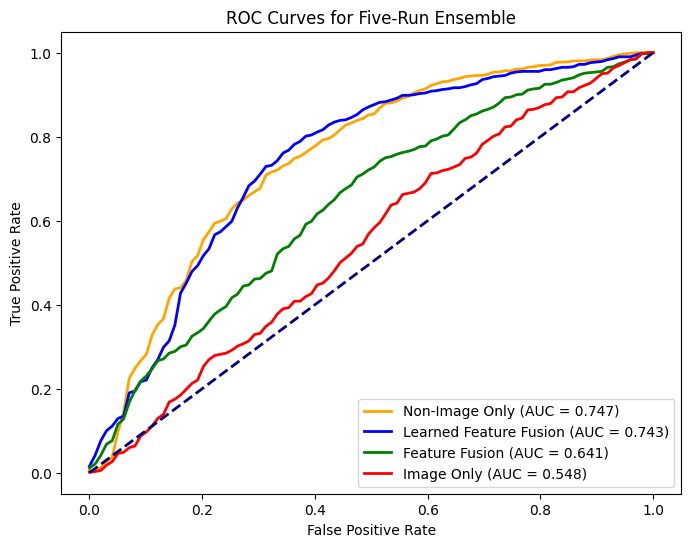 ROC Curves for Five-Run Ensemble
True Positive Rate
1.0
0.8
0.6
0.4
0.2
0.0
Non-Image Only (AUC = 0.747)
Learned Feature Fusion (AUC = 0.743)
Feature Fusion (AUC = 0.641)
Image Only (AUC = 0.548)
0.0 0.2 0.4 0.6 0.8 1.0
False Positive Rate